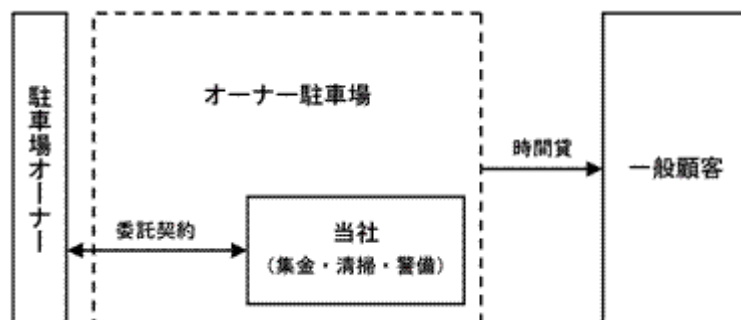 駐車場オーナー
オーナー駐車場
時間貸
一般顧客
委託契約
当社
（集金・清掃・警備）